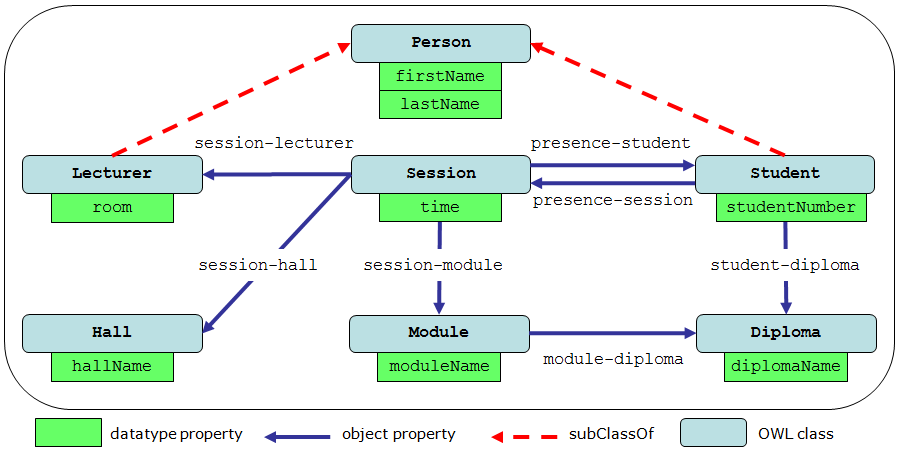 Person
firstName
lastName
session-lecturer
presence-student
Lecturer
Session
Student
room
time
presence-session
studentNumber
session-hall
session-module
student-diploma
Hall
Module
Diploma
hallName
moduleName
module-diploma
diplomaName
datatype property
object property
subClassOf
OWL class